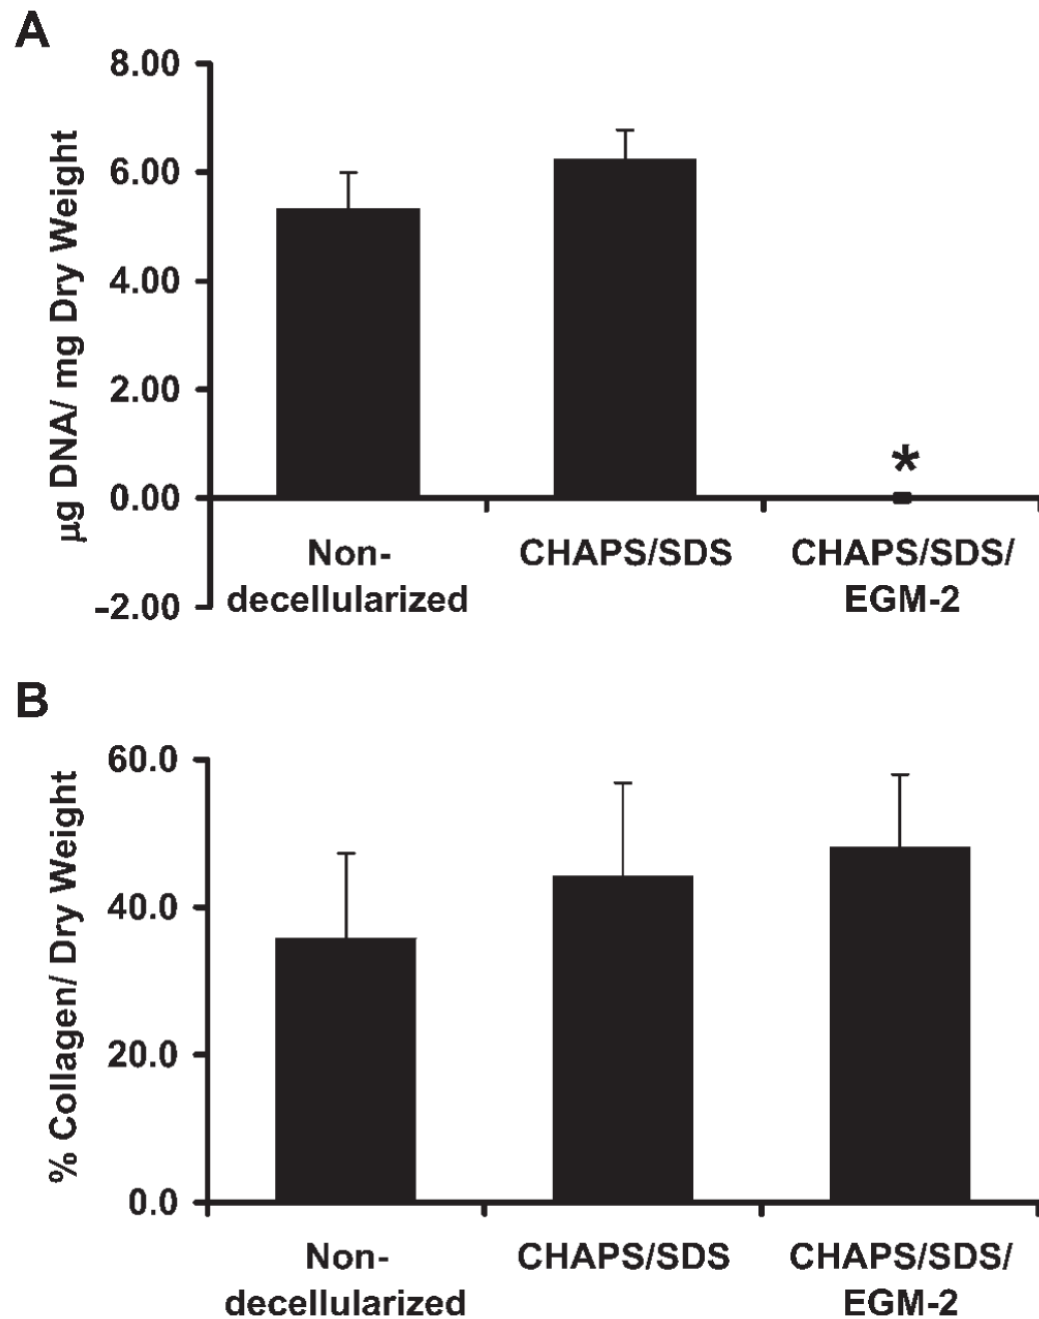 A
8.00
6.00
4.00
2.00
0.00
-2.00
µg DNA/ mg Dry Weight
*
Non-
decellularized
CHAPS/SDS
CHAPS/SDS/
EGM-2
B
60.0
40.0
20.0
0.0
% Collagen/ Dry Weight
Non-
decellularized
CHAPS/SDS
CHAPS/SDS/
EGM-2